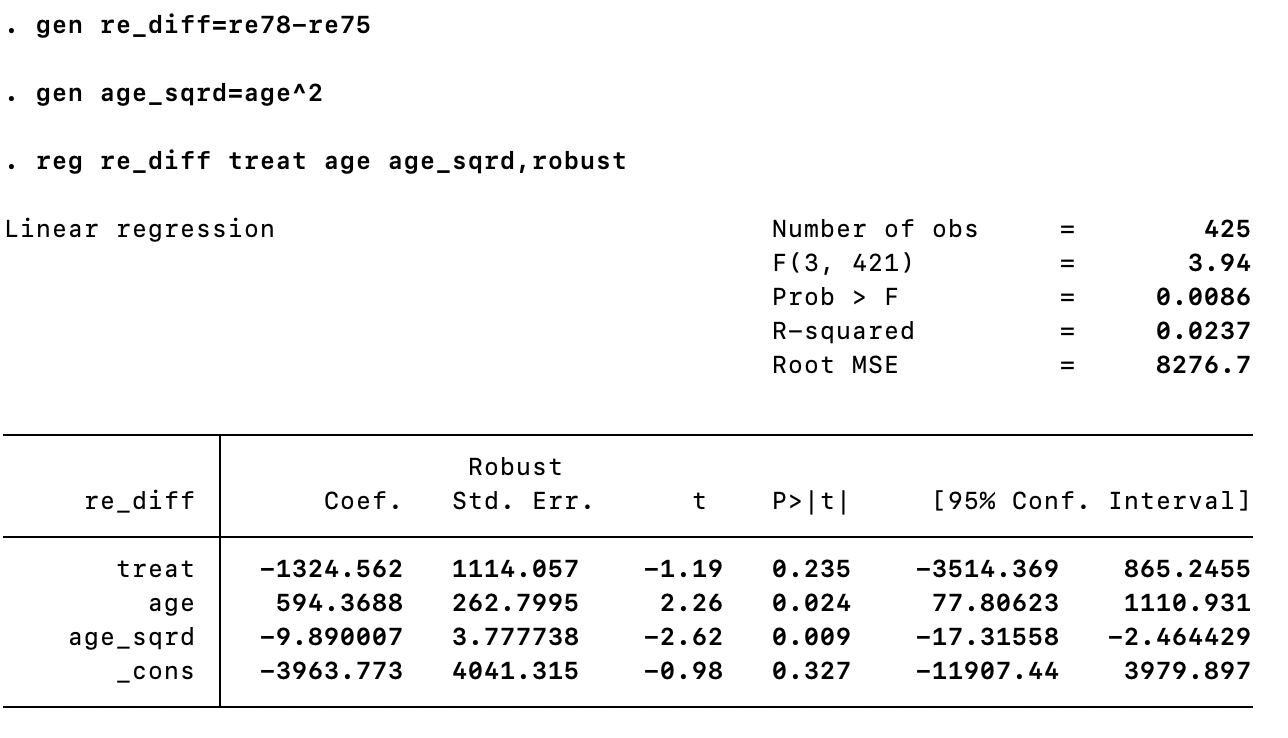 . gen re_diff=re78-re75
. gen age_sqrd=age^2
. reg re_diff treat age age_sqrd,robust
Linear regression Number of obs = 425
F(3, 421) = 3.94
Prob > F = 0.0086
R-squared = 0.0237
Root MSE = 8276.7
Robust
re_diff Coef. Std. Err. t P>|t| [95% Conf. Interval]
treat -1324.562 1114.057 -1.19 0.235 -3514.369 865.2455
age 594.3688 262.7995 2.26 0.024 77.80623 1110.931
age_sqrd -9.890007 3.777738 -2.62 0.009 -17.31558 -2.464429
_cons -3963.773 4041.315 -0.98 0.327 -11907.44 3979.897